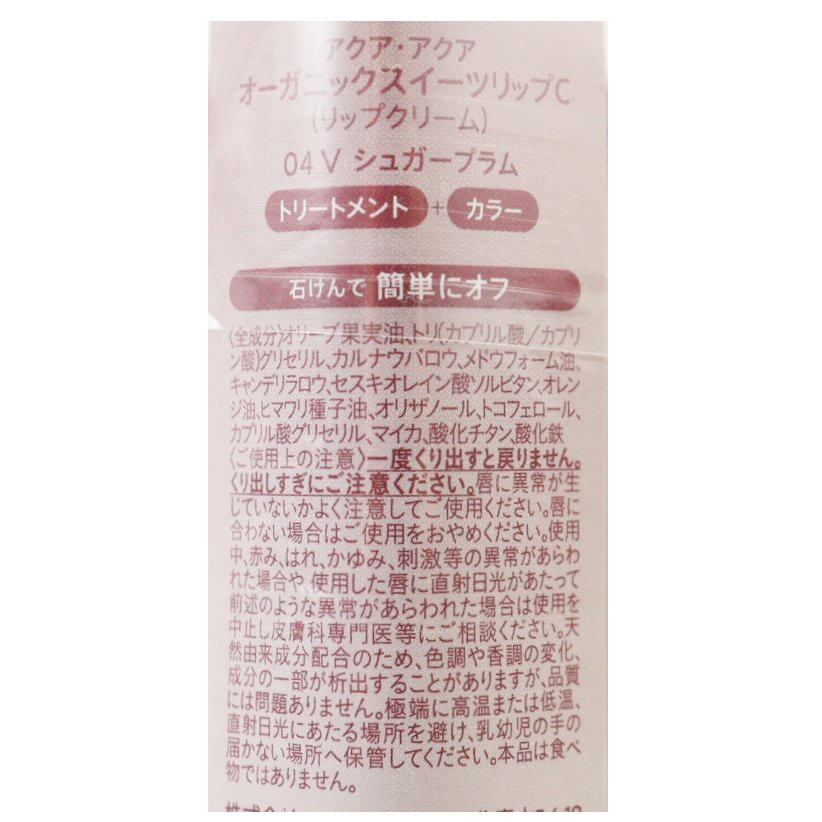 アクア・アクア
オーガニックスイーツリップC
(リップクリーム)
04V シュガープラム
トリートメント + カラー
石けんで 簡単にオフ
〈全成分〉オリーブ果実油、トリ(カプリル酸/カプリ
ン酸)グリセリル、カルナウバロウ、メドウフォーム油、
キャンデリラロウ、セスキオレイン酸ソルビタン、オレン
ジ油、ヒマワリ種子油、オリザノール、トコフェロール、
カプリル酸グリセリル、マイカ、酸化チタン、酸化鉄
〈ご使用上の注意〉一度くり出すと戻りません。
くり出しすぎにご注意ください。唇に異常が生
じていないかよく注意してご使用ください。唇に
合わない場合はご使用をおやめください。使用
中、赤み、はれ、かゆみ、刺激等の異常があらわ
れた場合や、使用した唇に直射日光があたって
前述のような異常があらわれた場合は使用を
中止し皮膚科専門医等にご相談ください。天
然由来成分配合のため、色調や香調の変化、
成分の一部が析出することがありますが、品質
には問題ありません。極端に高温または低温、
直射日光にあたる場所を避け、乳幼児の手の
届かない場所へ保管してください。本品は食べ
物ではありません。